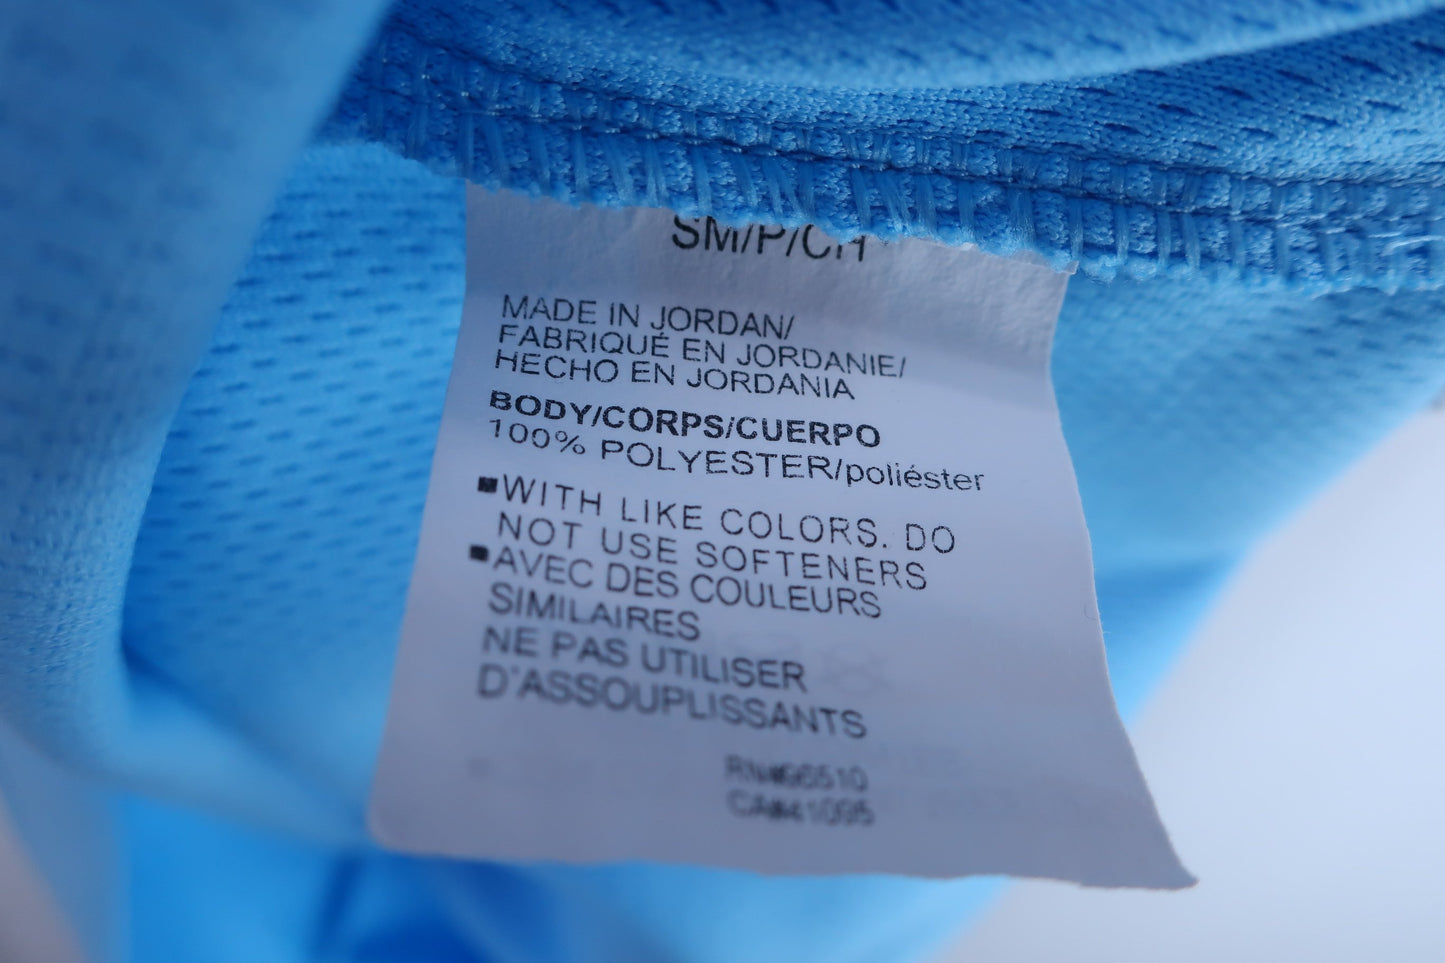 SM/P/CH
MADE IN JORDAN/
FABRIQUÉ EN JORDANIE/
HECHO EN JORDANIA
BODY/CORPS/CUERPO
100% POLYESTER/poliéster
▪WITH LIKE COLORS. DO
NOT USE SOFTENERS
▪AVEC DES COULEURS
SIMILAIRES
NE PAS UTILISER
D'ASSOUPLISSANTS
RN#96510
CA#41095